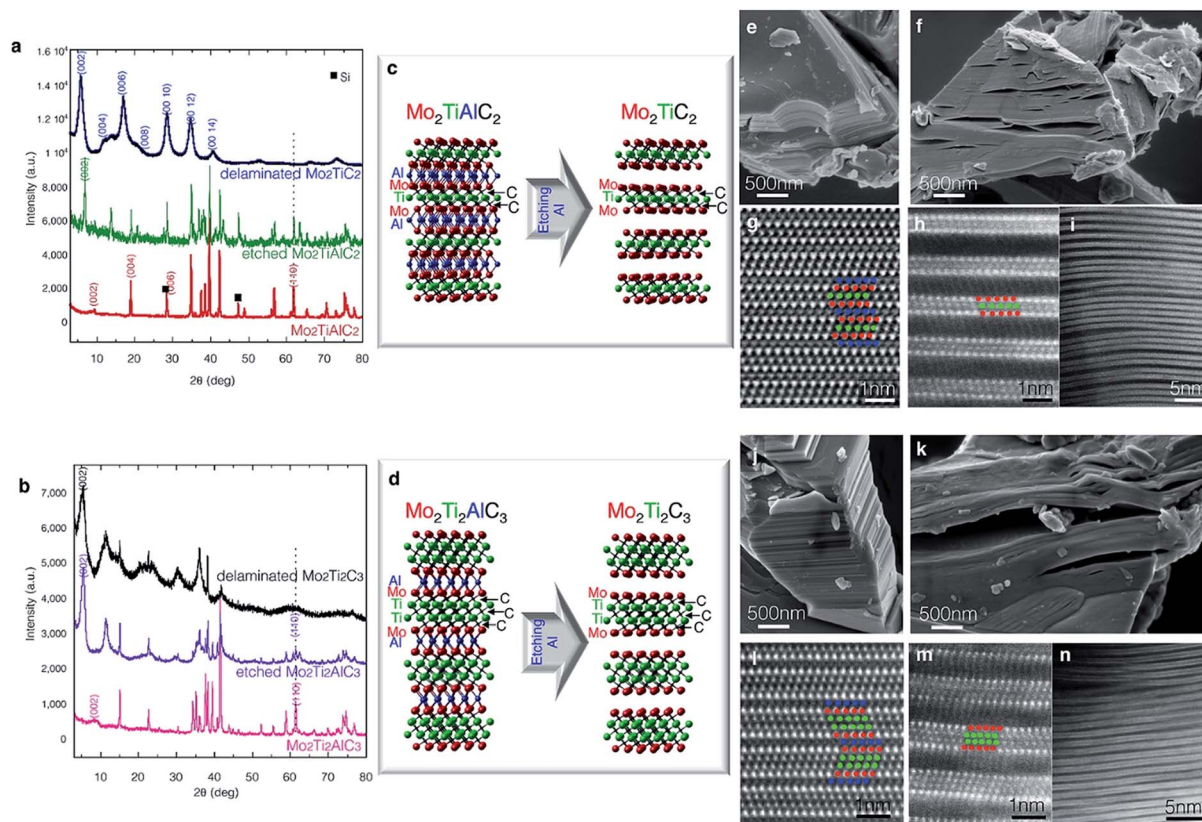 a
1.6 10⁴
1.4 10⁴
1.2 10⁴
1 10⁴
8,000
6,000
4,000
2,000
0
Intensity (a.u.)
(002)
(004)
(006)
(008)
(00 10)
(00 12)
(00 14)
■ Si
delaminated Mo₂TiC₂
(002)
etched Mo₂TiAlC₂
(002)
(004)
(006)
(110)
Mo₂TiAlC₂
10 20 30 40 50 60 70 80
2θ (deg)
c
Mo₂TiAlC₂
Mo₂TiC₂
Al
Mo
Ti
Mo
Al
C
C
Etching
Al
Mo
Ti
Mo
C
C
e
500nm
f
500nm
g
1nm
h
1nm
i
5nm
b
7,000
6,000
5,000
4,000
3,000
2,000
1,000
0
Intensity (a.u.)
(002)
delaminated Mo₂Ti₂C₃
(002)
(110)
etched Mo₂Ti₂AlC₃
(002)
(110)
Mo₂Ti₂AlC₃
10 20 30 40 50 60 70 80
2θ (deg)
d
Mo₂Ti₂AlC₃
Mo₂Ti₂C₃
Al
Mo
Ti
Ti
Mo
Al
C
C
C
Etching
Al
Mo
Ti
Ti
Mo
C
C
C
j
500nm
k
500nm
l
1nm
m
1nm
n
5nm